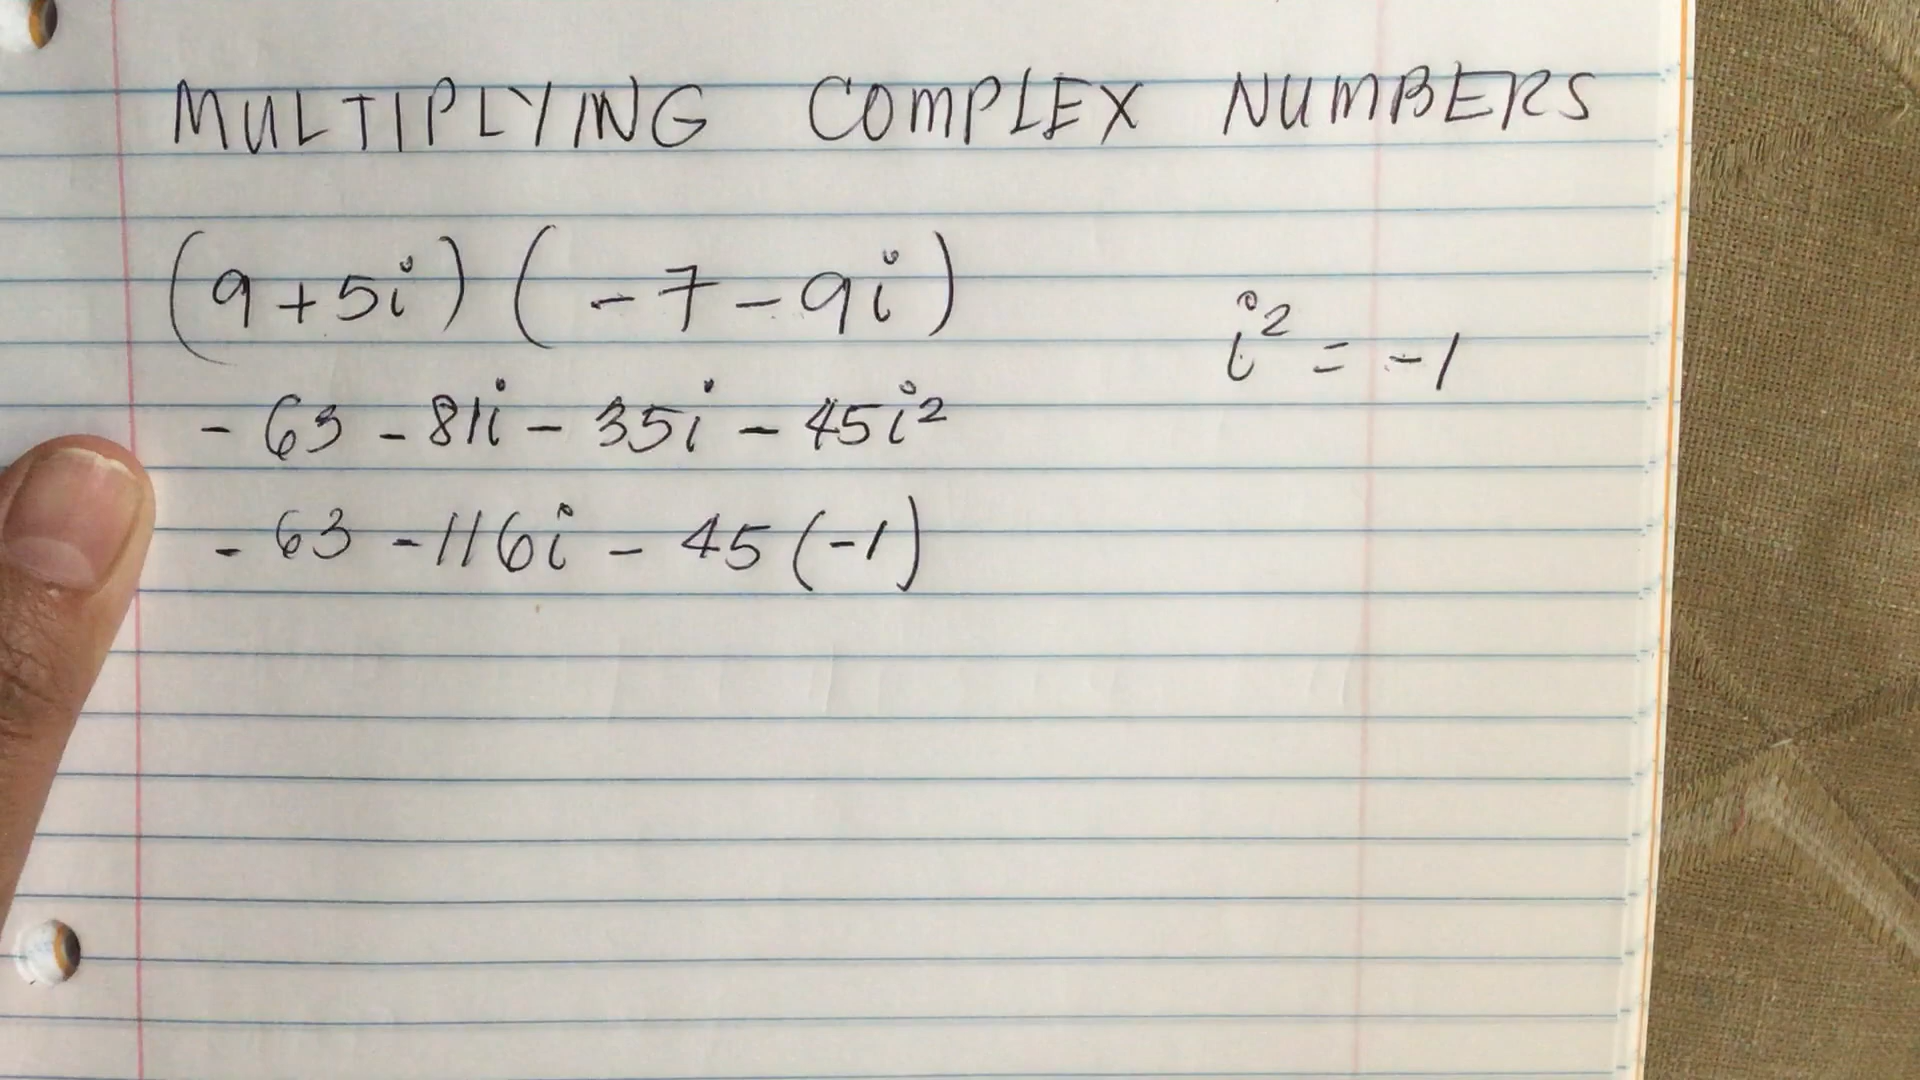 MULTIPLYING COMPLEX NUMBERS
(9+5i) (-7-9i)
i² = -1
- 63 - 81i - 35i - 45i²
- 63 - 116i - 45 (-1)